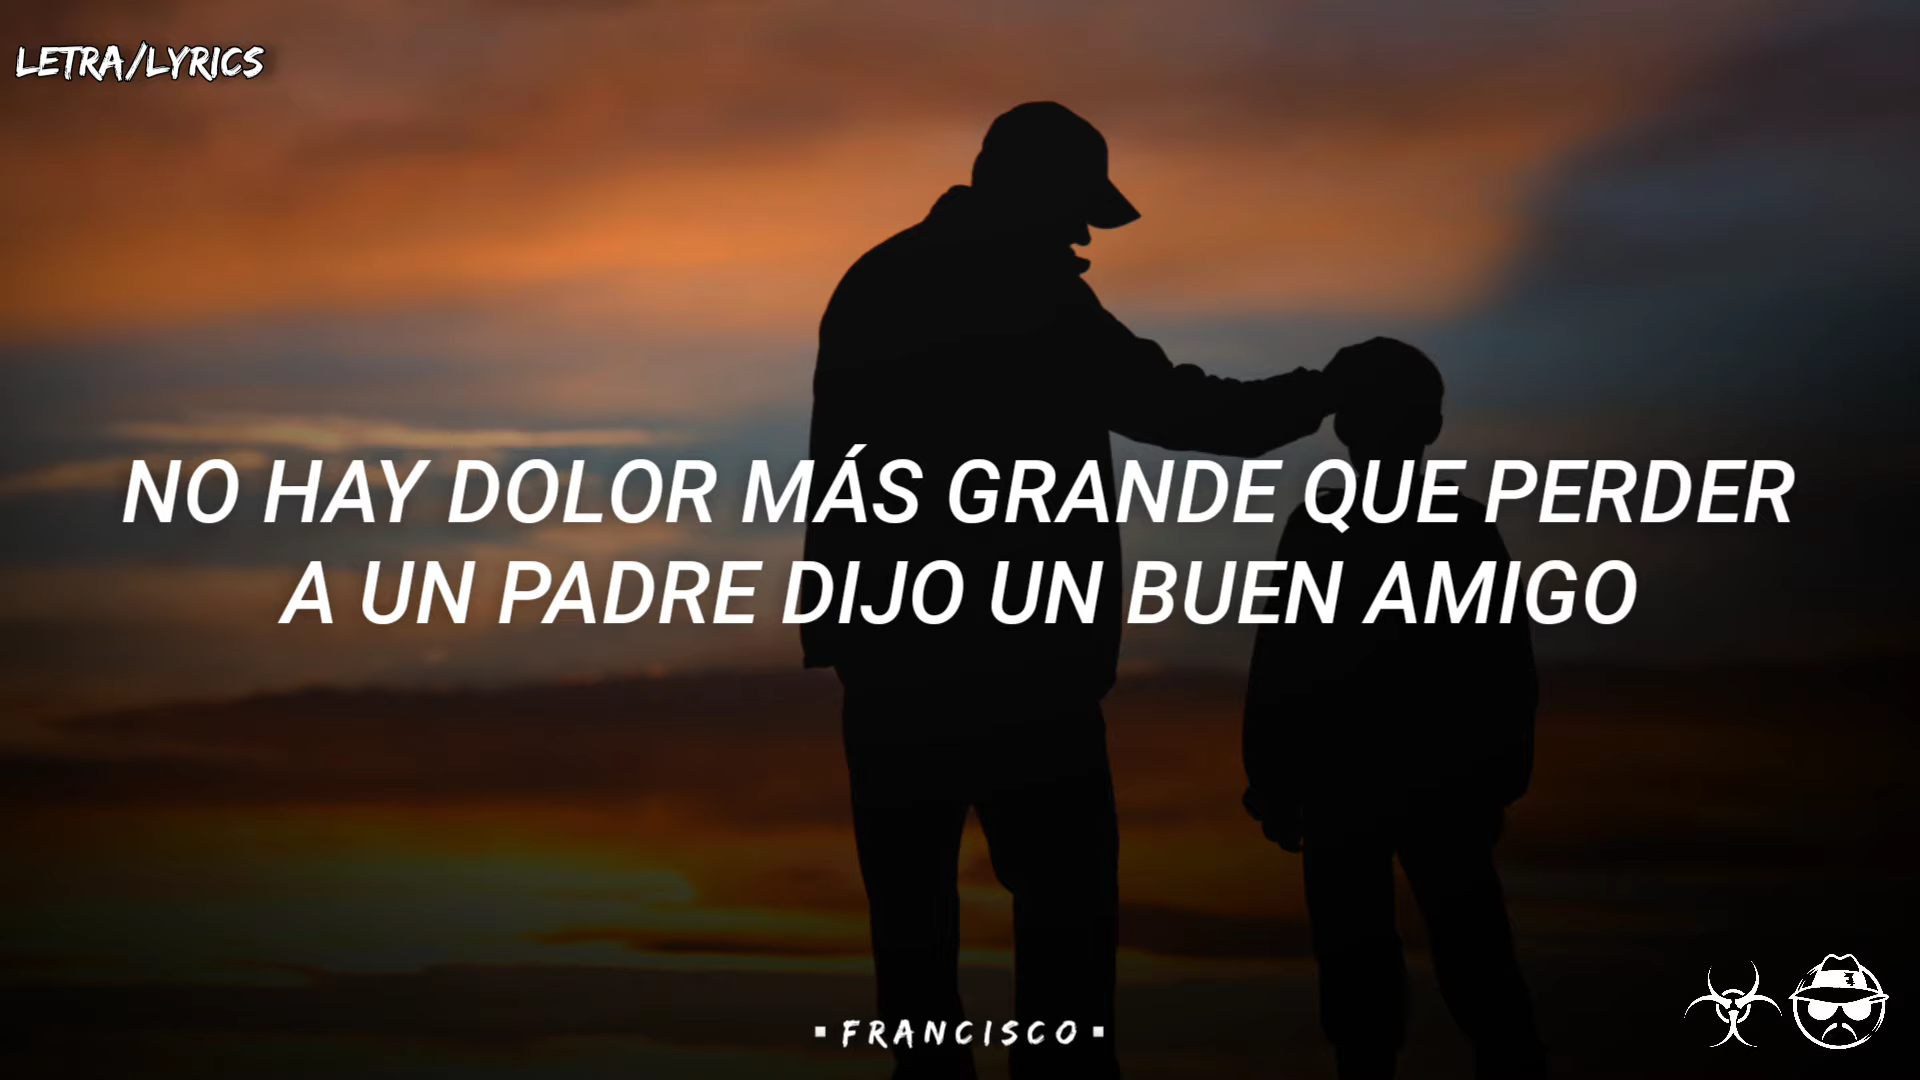 LETRA/LYRICS
NO HAY DOLOR MÁS GRANDE QUE PERDER
A UN PADRE DIJO UN BUEN AMIGO
▪ FRANCISCO ▪